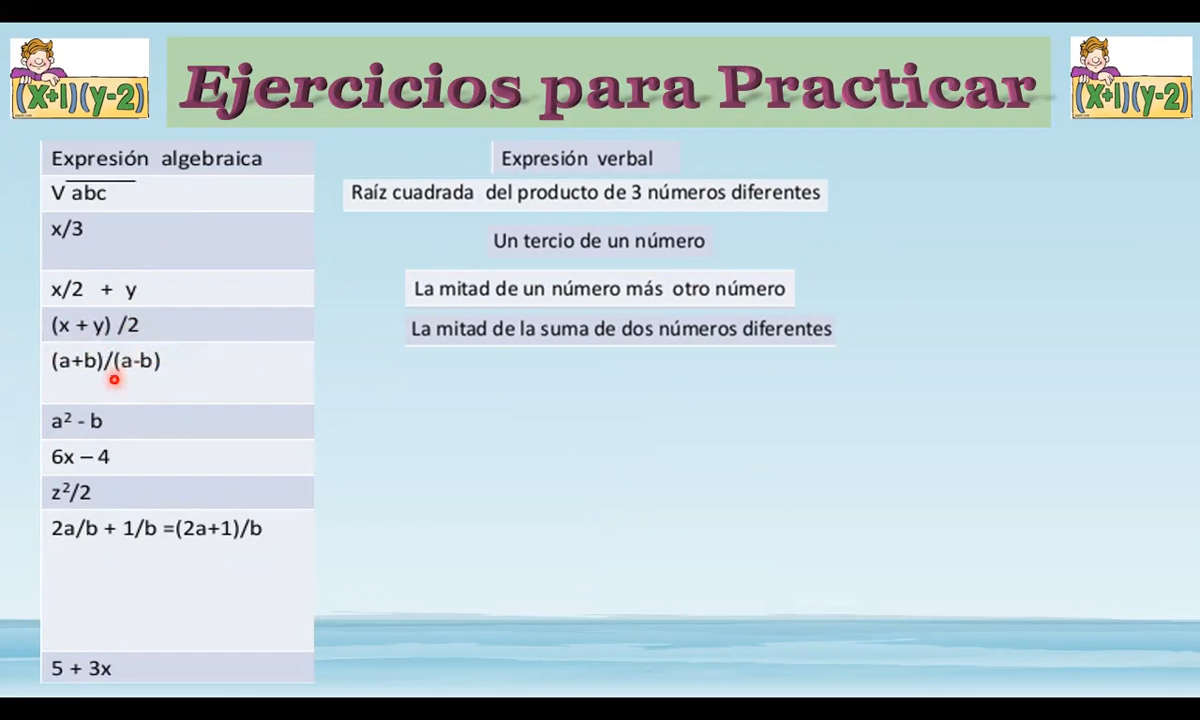 Ejercicios para Practicar
(x+1)(y-2)
(x+1)(y-2)
Expresión algebraica
Expresión verbal
V abc
Raíz cuadrada del producto de 3 números diferentes
x/3
Un tercio de un número
x/2 + y
La mitad de un número más otro número
(x + y) /2
La mitad de la suma de dos números diferentes
(a+b)/(a-b)
a² - b
6x – 4
z²/2
2a/b + 1/b =(2a+1)/b
5 + 3x